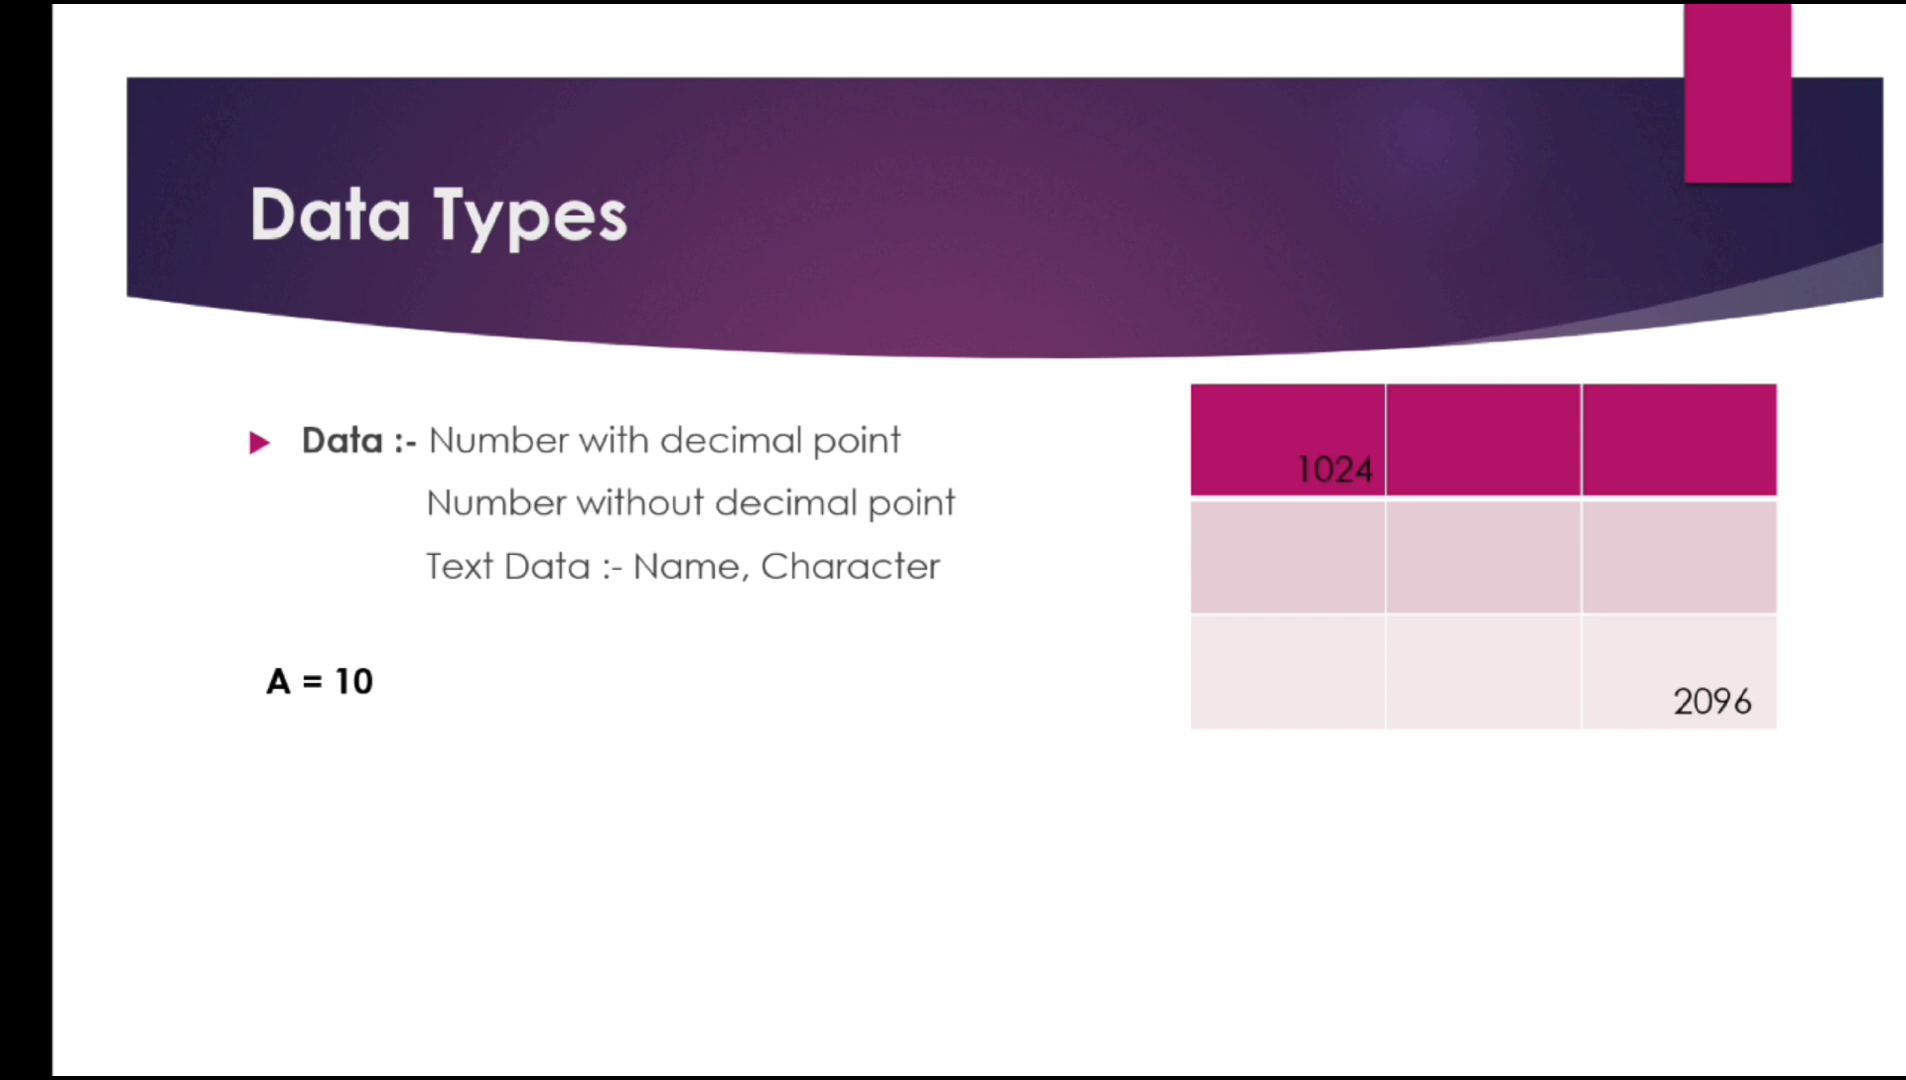 Data Types
Data :- Number with decimal point
Number without decimal point
Text Data :- Name, Character
A = 10
1024
2096